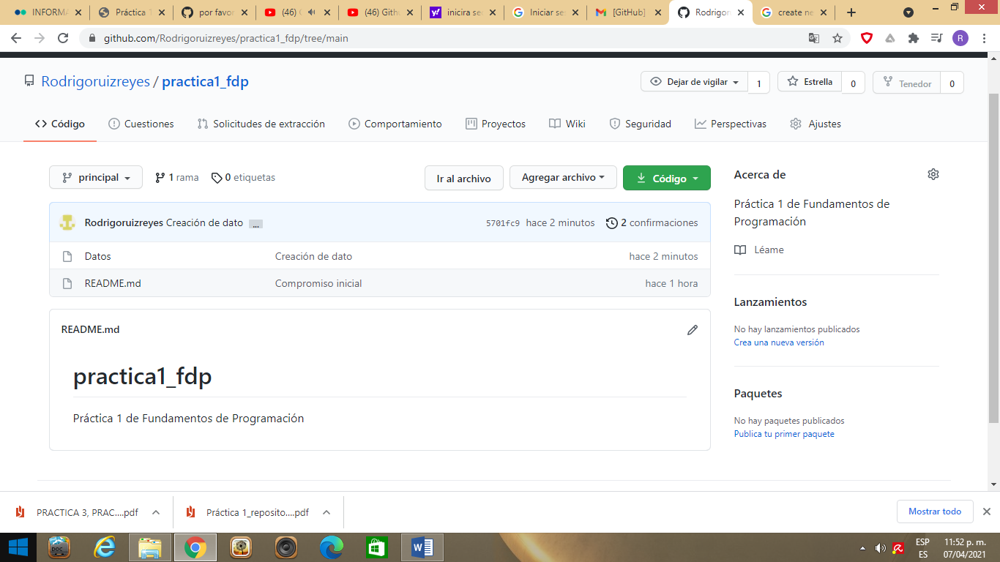 INFORMA
Práctica 1
por favor
(46) G
(46) Githu
inicira se
Iniciar ses
[GitHub]
Rodrigor
create ne
github.com/Rodrigoruizreyes/practica1_fdp/tree/main
R
Rodrigoruizreyes / practica1_fdp
Dejar de vigilar
1
Estrella
0
Tenedor
0
Código
Cuestiones
Solicitudes de extracción
Comportamiento
Proyectos
Wiki
Seguridad
Perspectivas
Ajustes
principal
1 rama
0 etiquetas
Ir al archivo
Agregar archivo
Código
Rodrigoruizreyes Creación de dato ...
5701fc9 hace 2 minutos
2 confirmaciones
Datos
Creación de dato
hace 2 minutos
README.md
Compromiso inicial
hace 1 hora
README.md
practica1_fdp
Práctica 1 de Fundamentos de Programación
Acerca de
Práctica 1 de Fundamentos de
Programación
Léame
Lanzamientos
No hay lanzamientos publicados
Crea una nueva versión
Paquetes
No hay paquetes publicados
Publica tu primer paquete
PRACTICA 3, PRAC....pdf
Práctica 1_reposito....pdf
Mostrar todo
DOC
ESP
ES
11:52 p. m.
07/04/2021